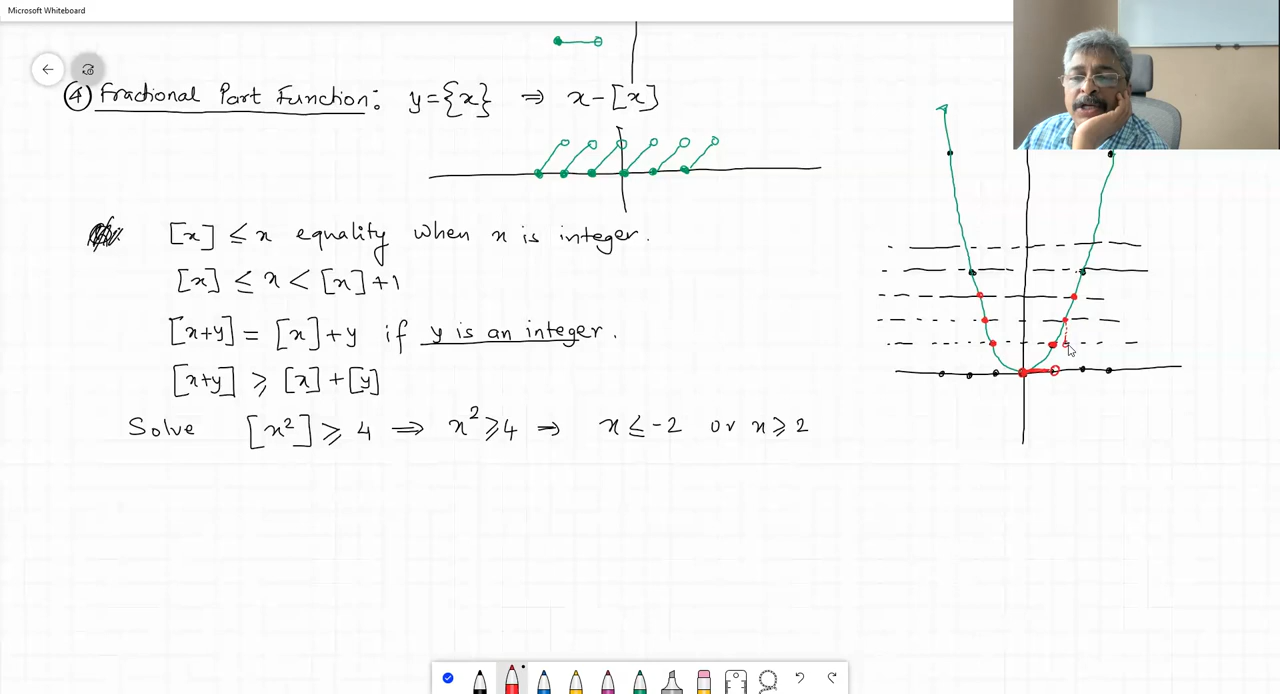 Microsoft Whiteboard
④ Fractional Part Function: y={x} ⇒ x-[x]
[x] ≤ x equality when x is integer.
[x] ≤ x < [x]+1
[x+y] = [x]+y if y is an integer.
[x+y] ⩾ [x]+[y]
Solve [x²] ⩾ 4 ⟹ x² ⩾ 4 ⇒ x ≤ -2 or x ⩾ 2